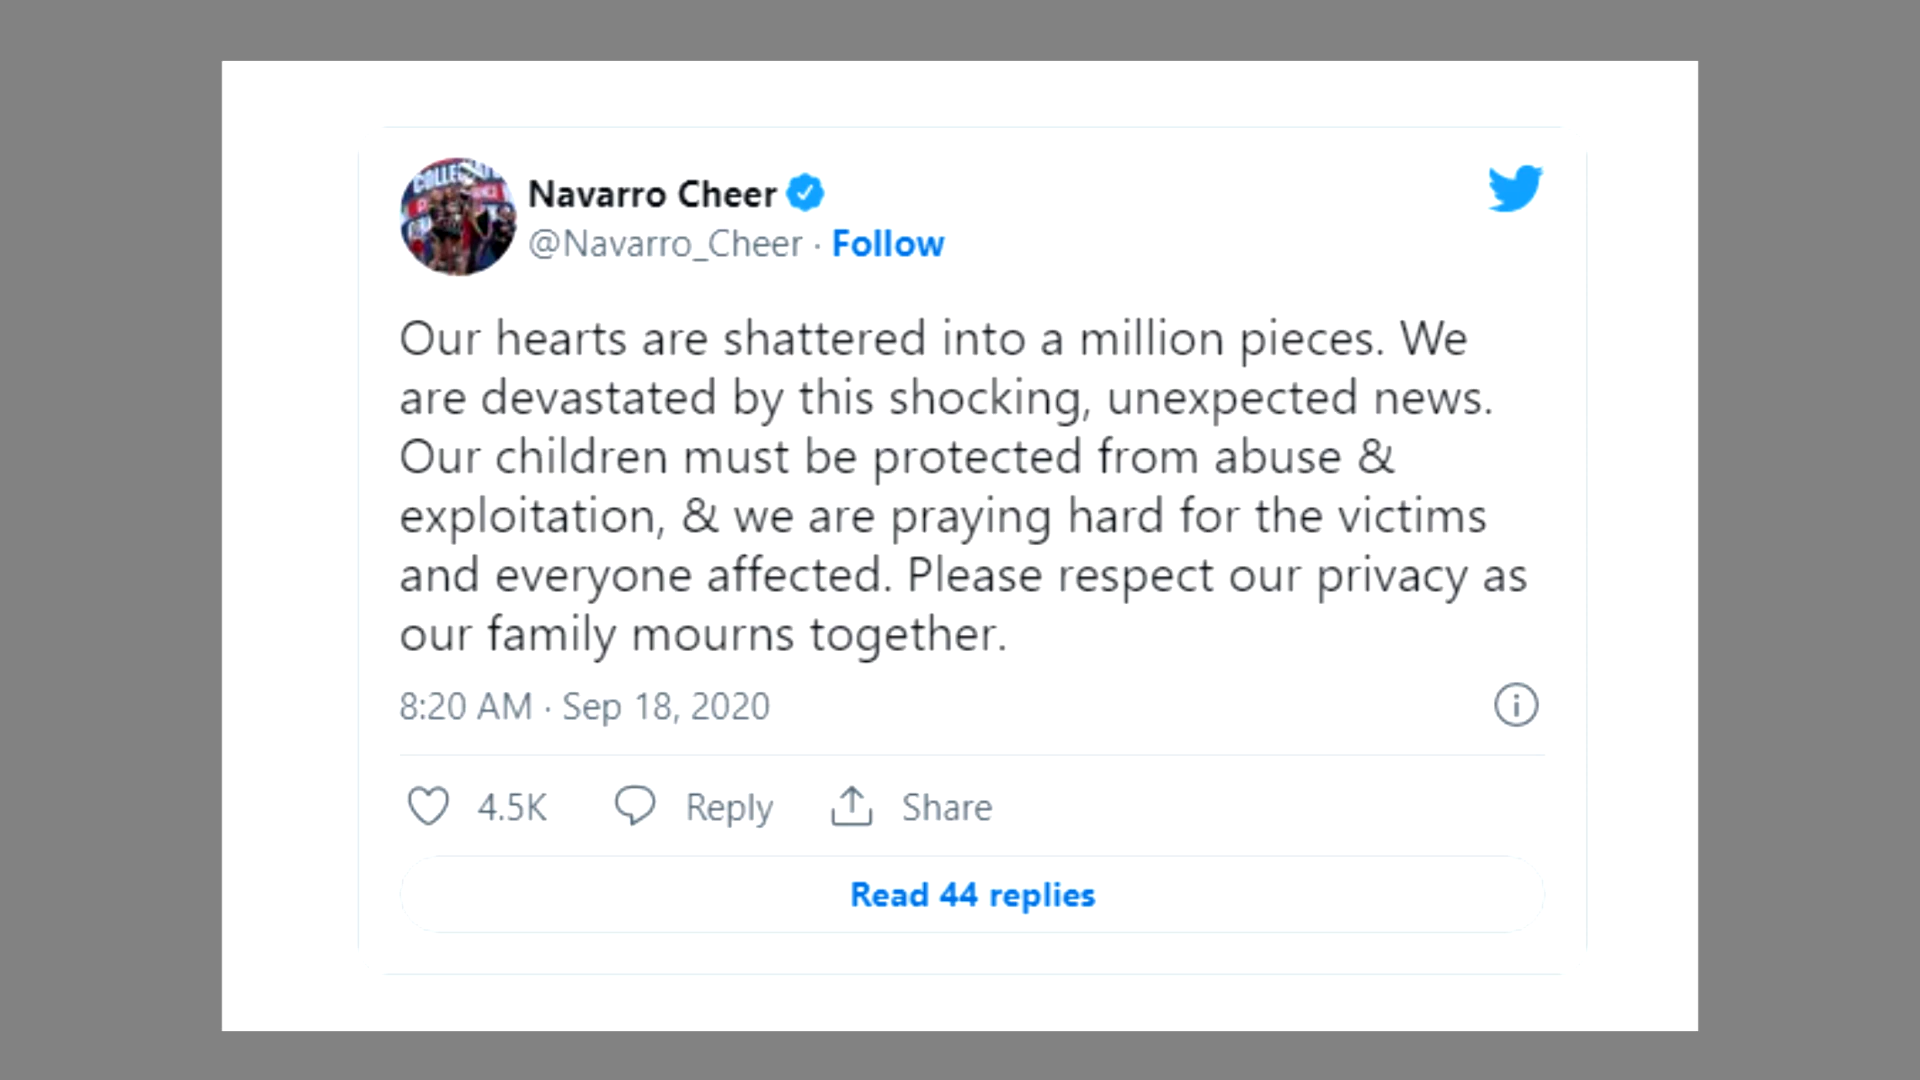 Navarro Cheer
@Navarro_Cheer · Follow
Our hearts are shattered into a million pieces. We
are devastated by this shocking, unexpected news.
Our children must be protected from abuse &
exploitation, & we are praying hard for the victims
and everyone affected. Please respect our privacy as
our family mourns together.
8:20 AM · Sep 18, 2020
4.5K Reply Share
Read 44 replies